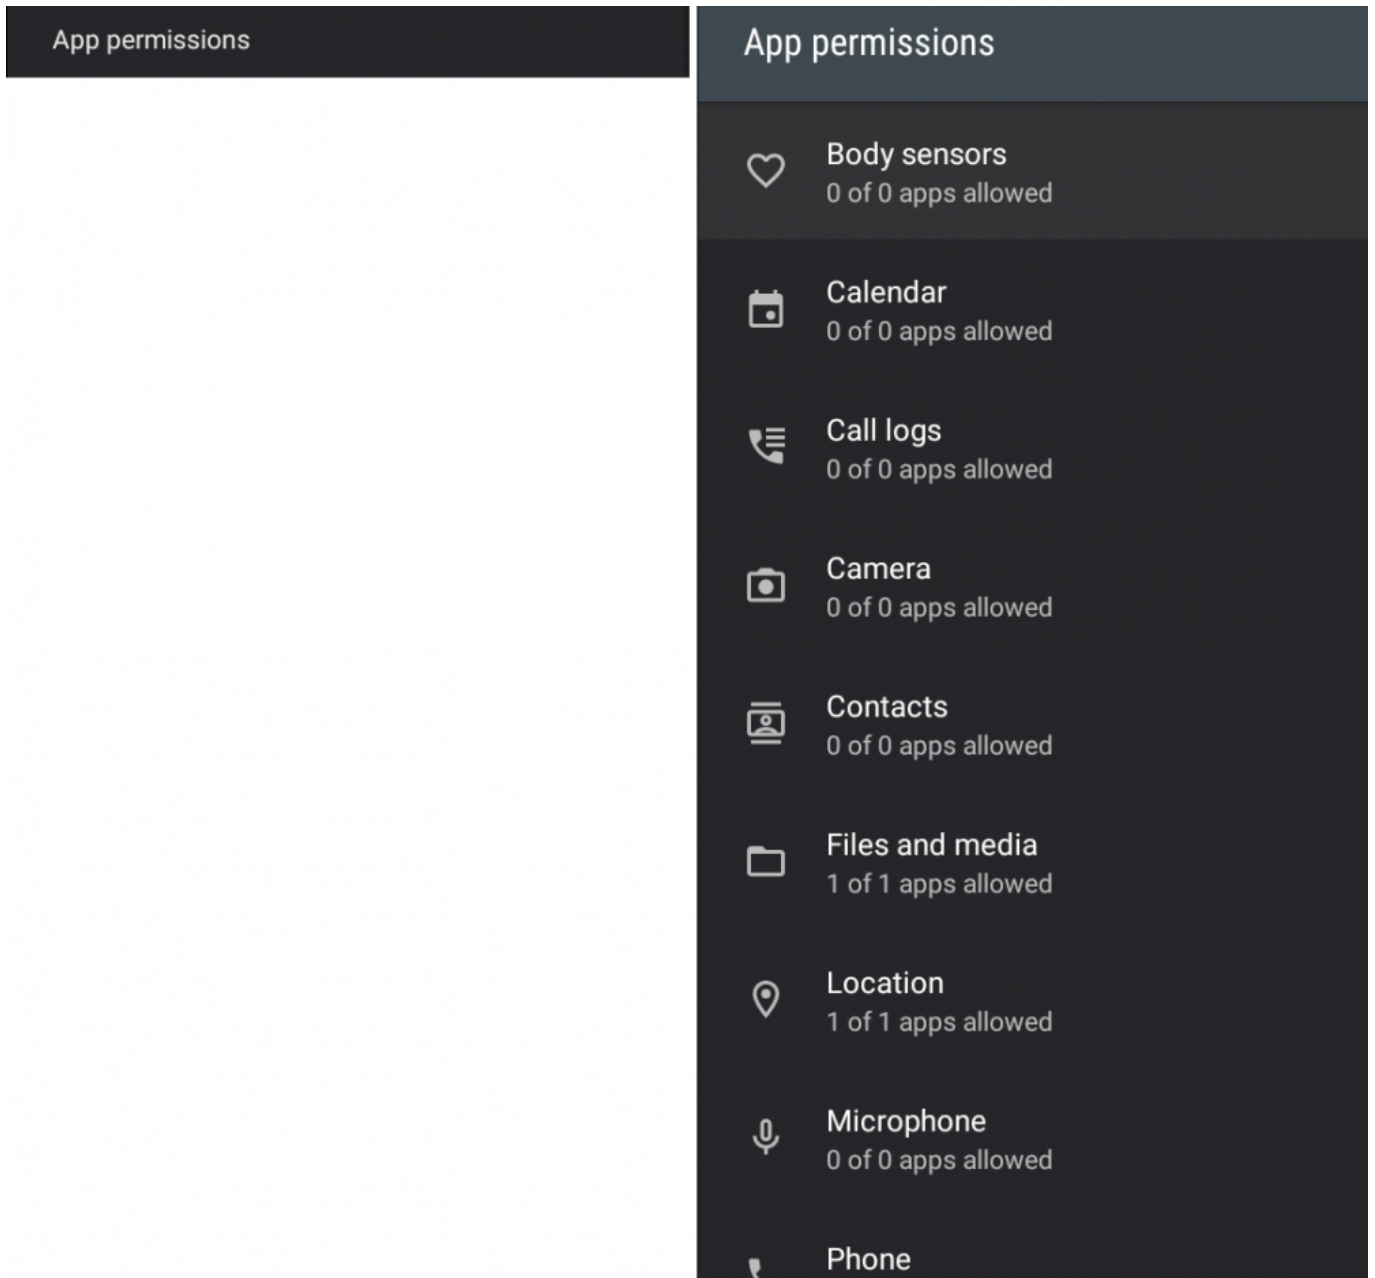 App permissions
App permissions
Body sensors
0 of 0 apps allowed
Calendar
0 of 0 apps allowed
Call logs
0 of 0 apps allowed
Camera
0 of 0 apps allowed
Contacts
0 of 0 apps allowed
Files and media
1 of 1 apps allowed
Location
1 of 1 apps allowed
Microphone
0 of 0 apps allowed
Phone